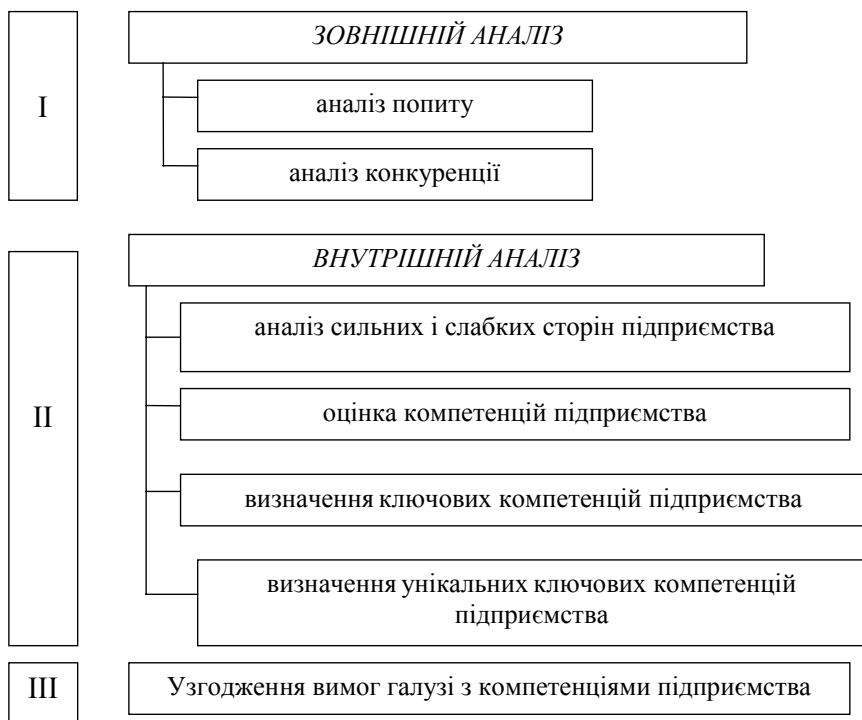 I
ЗОВНІШНІЙ АНАЛІЗ
аналіз попиту
аналіз конкуренції
II
ВНУТРІШНІЙ АНАЛІЗ
аналіз сильних і слабких сторін підприємства
оцінка компетенцій підприємства
визначення ключових компетенцій підприємства
визначення унікальних ключових компетенцій
підприємства
III
Узгодження вимог галузі з компетенціями підприємства